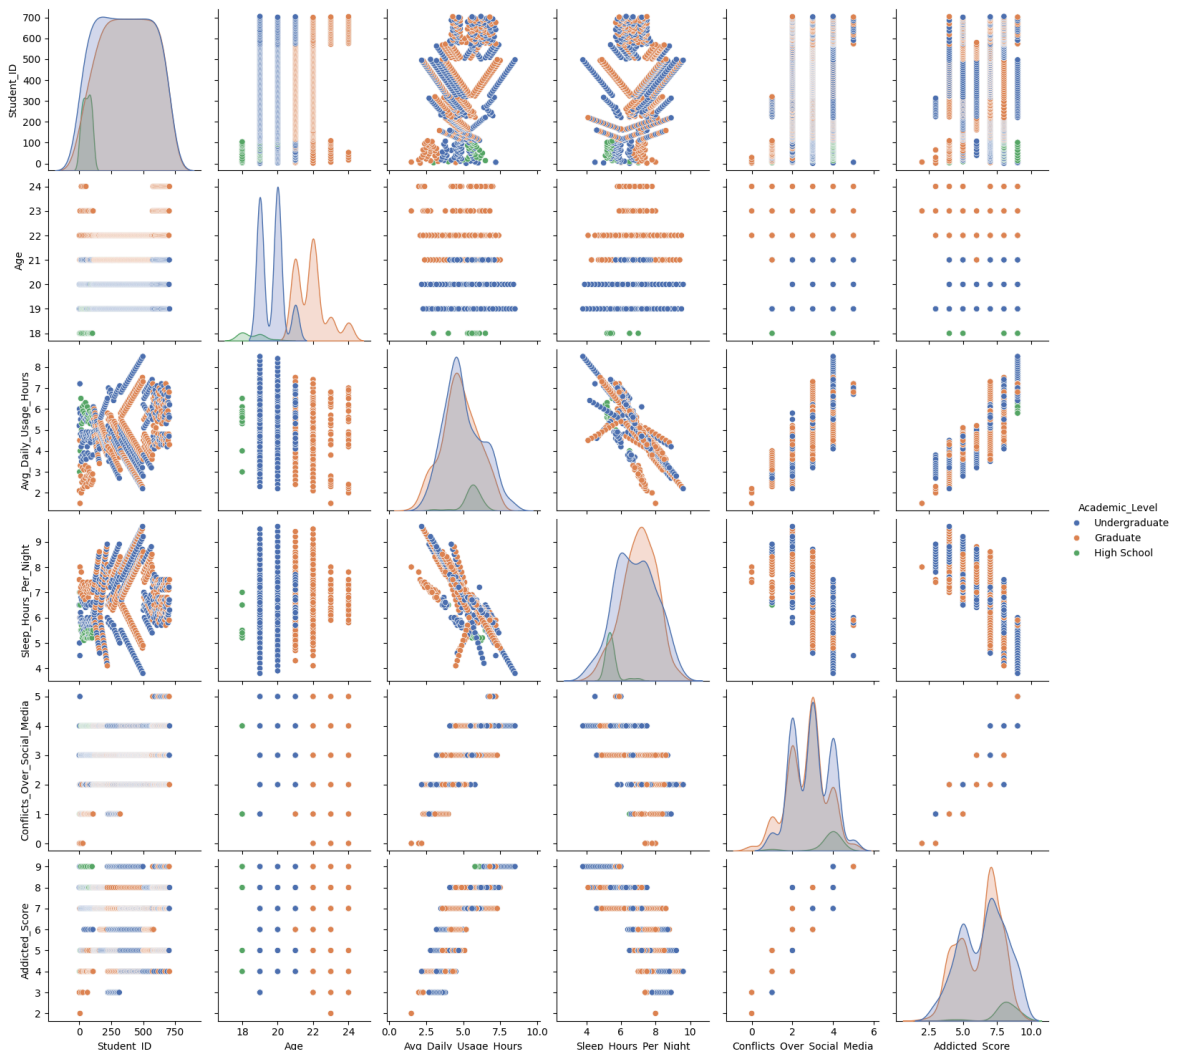 700
600
500
400
300
200
100
0
Student_ID
24
23
22
21
20
19
18
Age
8
7
6
5
4
3
2
Avg_Daily_Usage_Hours
Academic_Level
Undergraduate
Graduate
High School
9
8
7
6
5
4
Sleep_Hours_Per_Night
5
4
3
2
1
0
Conflicts_Over_Social_Media
9
8
7
6
5
4
3
2
Addicted_Score
0 250 500 750
Student_ID
18 20 22 24
Age
0.0 2.5 5.0 7.5 10.0
Avg_Daily_Usage_Hours
4 6 8 10
Sleep_Hours_Per_Night
0 2 4 6
Conflicts_Over_Social_Media
2.5 5.0 7.5 10.0
Addicted_Score